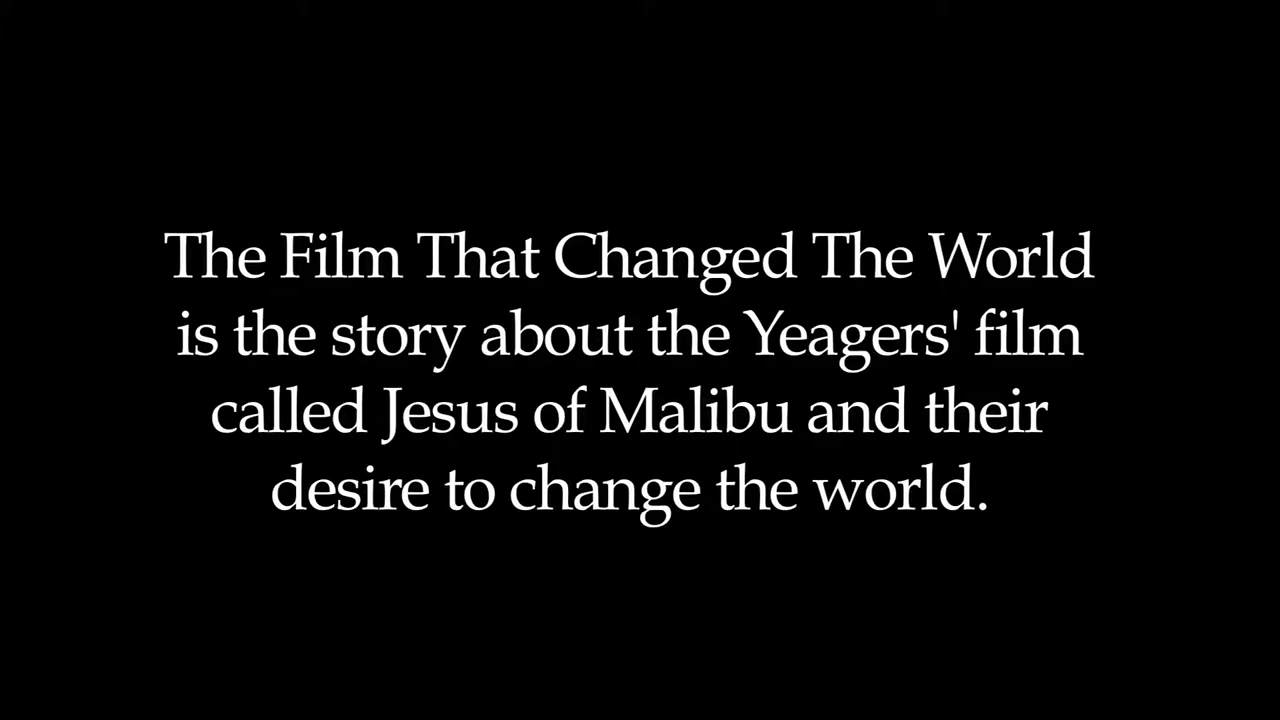 The Film That Changed The World
is the story about the Yeagers' film
called Jesus of Malibu and their
desire to change the world.